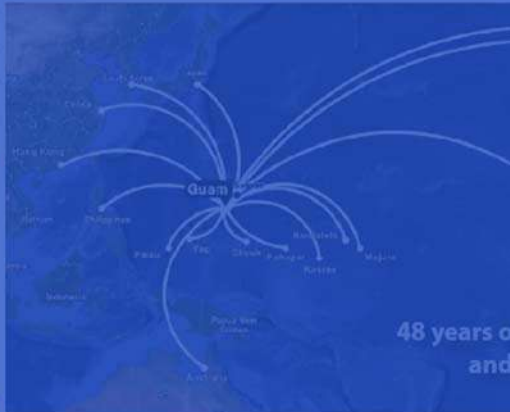 South Korea
Japan
China
Hong Kong
Guam
Philippines
Palau
Yap
Chuuk
Pohnpei
Kosrae
Kwajalein
Majuro
Indonesia
Papua New
Guinea
Australia
48 years o
and